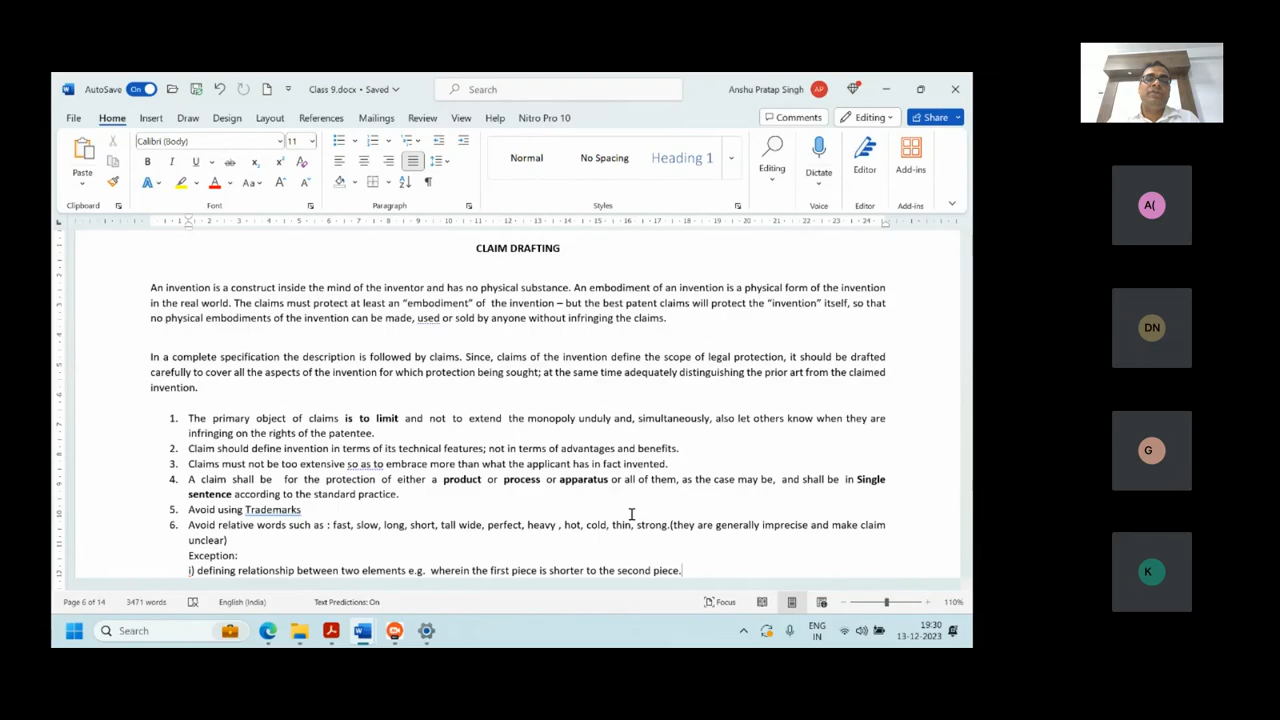 AutoSave On Class 9.docx • Saved Search Anshu Pratap Singh AP
File Home Insert Draw Design Layout References Mailings Review View Help Nitro Pro 10 Comments Editing Share
Calibri (Body) 11
Paste Normal No Spacing Heading 1 Editing Dictate Editor Add-ins
Clipboard Font Paragraph Styles Voice Editor Add-ins
CLAIM DRAFTING
An invention is a construct inside the mind of the inventor and has no physical substance. An embodiment of an invention is a physical form of the invention
in the real world. The claims must protect at least an “embodiment” of the invention – but the best patent claims will protect the “invention” itself, so that
no physical embodiments of the invention can be made, used or sold by anyone without infringing the claims.
In a complete specification the description is followed by claims. Since, claims of the invention define the scope of legal protection, it should be drafted
carefully to cover all the aspects of the invention for which protection being sought; at the same time adequately distinguishing the prior art from the claimed
invention.
1. The primary object of claims is to limit and not to extend the monopoly unduly and, simultaneously, also let others know when they are
infringing on the rights of the patentee.
2. Claim should define invention in terms of its technical features; not in terms of advantages and benefits.
3. Claims must not be too extensive so as to embrace more than what the applicant has in fact invented.
4. A claim shall be for the protection of either a product or process or apparatus or all of them, as the case may be, and shall be in Single
sentence according to the standard practice.
5. Avoid using Trademarks
6. Avoid relative words such as : fast, slow, long, short, tall wide, perfect, heavy , hot, cold, thin, strong.(they are generally imprecise and make claim
unclear)
Exception:
i) defining relationship between two elements e.g. wherein the first piece is shorter to the second piece.
Page 6 of 14 3471 words English (India) Text Predictions: On Focus 110%
Search ENG IN 19:30 13-12-2023
A(
DN
G
K